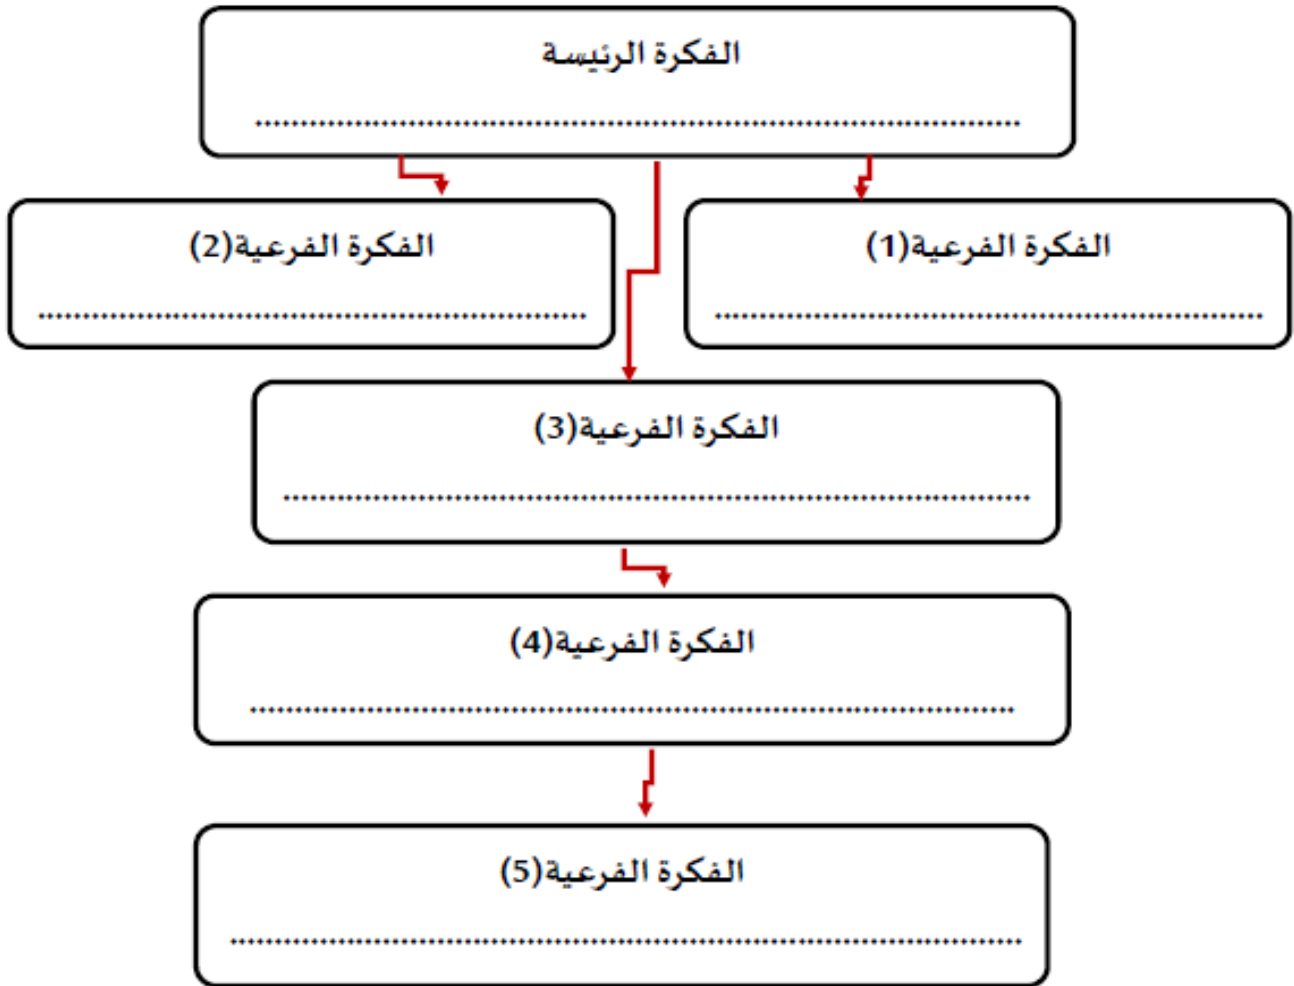 الفكرة الرئيسة
................................................................................
الفكرة الفرعية(1)
.........................................................
الفكرة الفرعية(2)
.........................................................
الفكرة الفرعية(3)
..............................................................................
الفكرة الفرعية(4)
................................................................................
الفكرة الفرعية(5)
...................................................................................